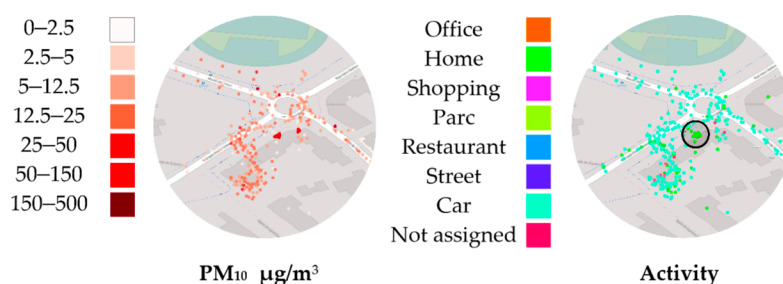 0–2.5
2.5–5
5–12.5
12.5–25
25–50
50–150
150–500
PM10 µg/m³
Office
Home
Shopping
Parc
Restaurant
Street
Car
Not assigned
Activity